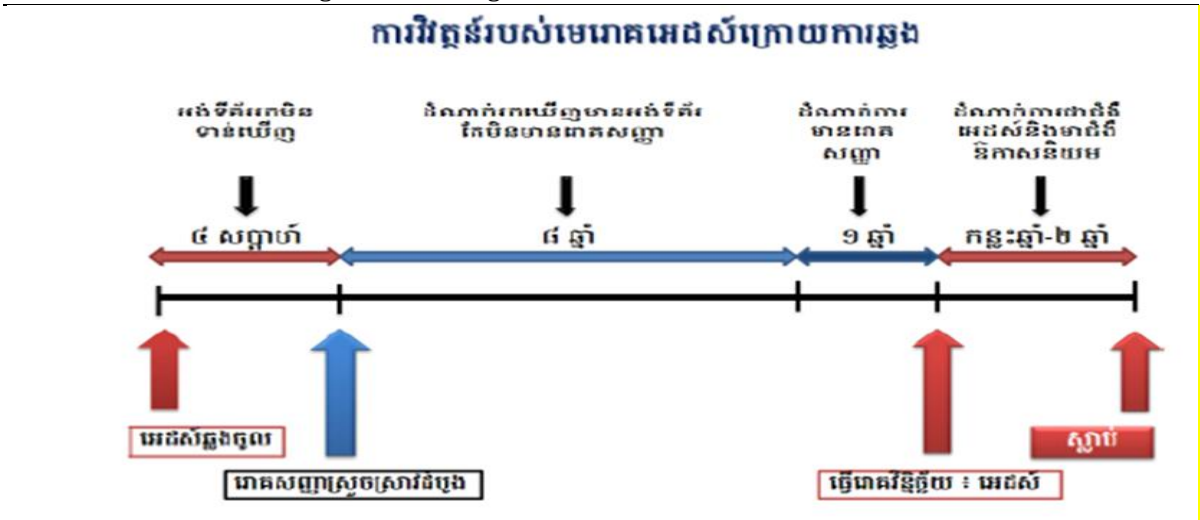 ការវិវត្តន៍របស់មេរោគអេដស៍ក្រោយការឆ្លង
អង់ទីគ័ររកមិន
ទាន់ឃើញ
ដំណាក់រកឃើញមានអង់ទីគ័រ
តែមិនមានរោគសញ្ញា
ដំណាក់ការ
មានរោគ
សញ្ញា
ដំណាក់ការជាជំងឺ
អេដស៍និងមានជំងឺ
ឱកាសនិយម
៤ សប្តាហ៍
៨ ឆ្នាំ
១ ឆ្នាំ
កន្លះឆ្នាំ-២ ឆ្នាំ
អេដស៍ឆ្លងចូល
រោគសញ្ញាស្រួចស្រាវដំបូង
ធ្វើរោគវិនិច្ឆ័យ ៖ អេដស៍
ស្លាប់